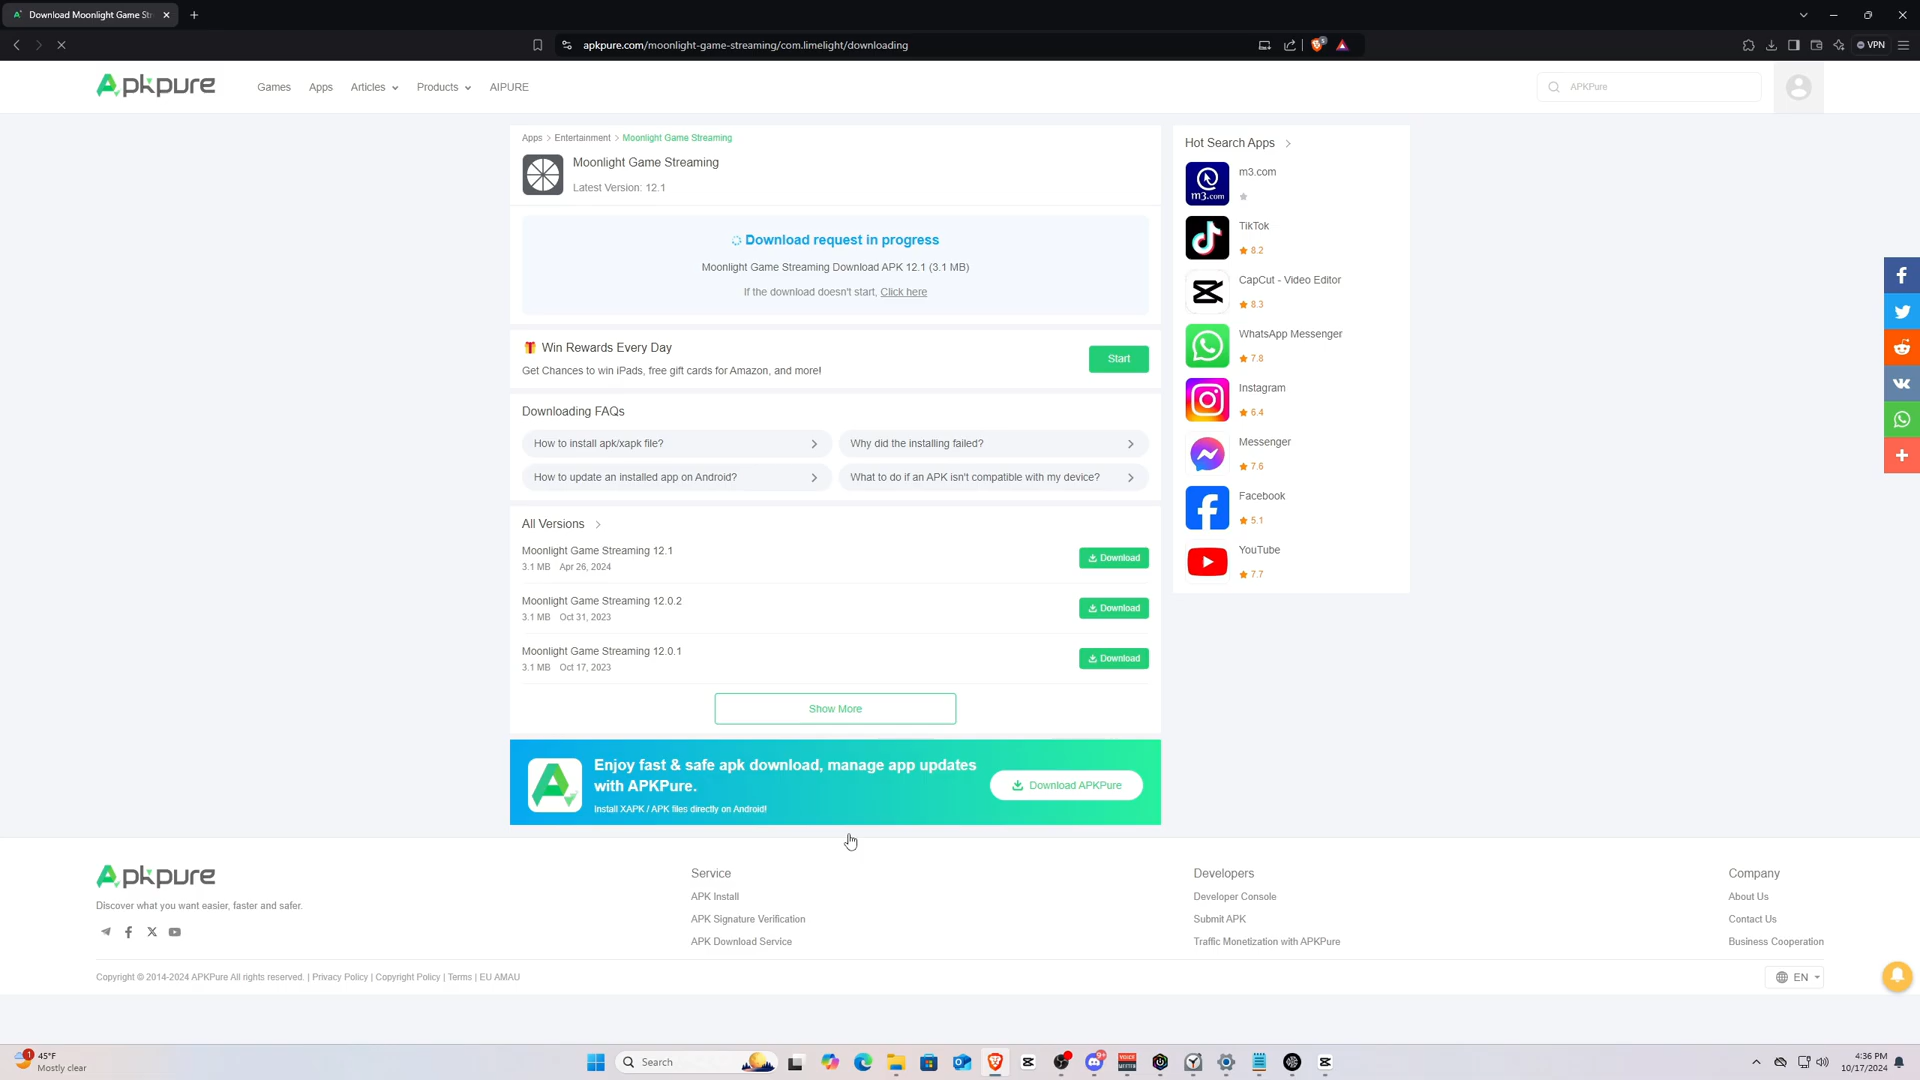 Download Moonlight Game Str
apkpure.com/moonlight-game-streaming/com.limelight/downloading
VPN
Apkpure
Games
Apps
Articles
Products
AIPURE
APKPure
Apps > Entertainment > Moonlight Game Streaming
Moonlight Game Streaming
Latest Version: 12.1
Download request in progress
Moonlight Game Streaming Download APK 12.1 (3.1 MB)
If the download doesn't start, Click here
Win Rewards Every Day
Get Chances to win iPads, free gift cards for Amazon, and more!
Start
Downloading FAQs
How to install apk/xapk file?
Why did the installing failed?
How to update an installed app on Android?
What to do if an APK isn't compatible with my device?
All Versions
Moonlight Game Streaming 12.1
3.1 MB Apr 26, 2024
Download
Moonlight Game Streaming 12.0.2
3.1 MB Oct 31, 2023
Download
Moonlight Game Streaming 12.0.1
3.1 MB Oct 17, 2023
Download
Show More
Enjoy fast & safe apk download, manage app updates
with APKPure.
Install XAPK / APK files directly on Android!
Download APKPure
Hot Search Apps
m3.com
m3.com
TikTok
8.2
CapCut - Video Editor
8.3
WhatsApp Messenger
7.8
Instagram
6.4
Messenger
7.6
Facebook
5.1
YouTube
7.7
Apkpure
Discover what you want easier, faster and safer.
Service
APK Install
APK Signature Verification
APK Download Service
Developers
Developer Console
Submit APK
Traffic Monetization with APKPure
Company
About Us
Contact Us
Business Cooperation
Copyright © 2014-2024 APKPure All rights reserved. | Privacy Policy | Copyright Policy | Terms | EU AMAU
EN
1
45°F
Mostly clear
Search
VOICE
MEETER
4:36 PM
10/17/2024